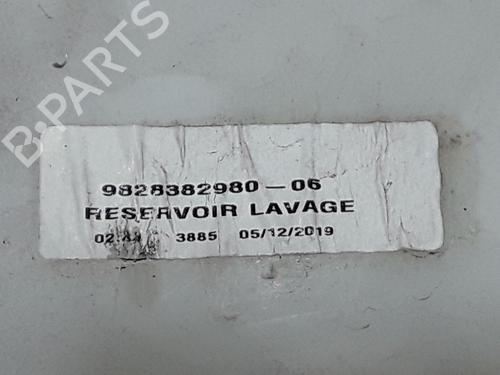 B-PARTS
9828382980-06
RESERVOIR LAVAGE
3885 05/12/2019